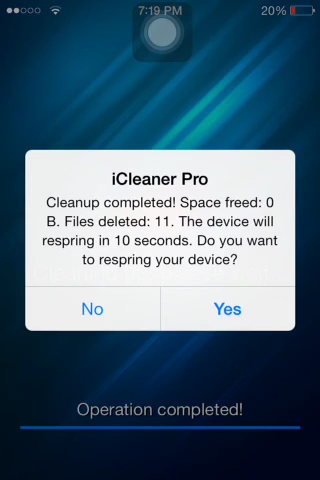 7:19 PM 20%
iCleaner Pro
Cleanup completed! Space freed: 0
B. Files deleted: 11. The device will
respring in 10 seconds. Do you want
to respring your device?
No Yes
Operation completed!